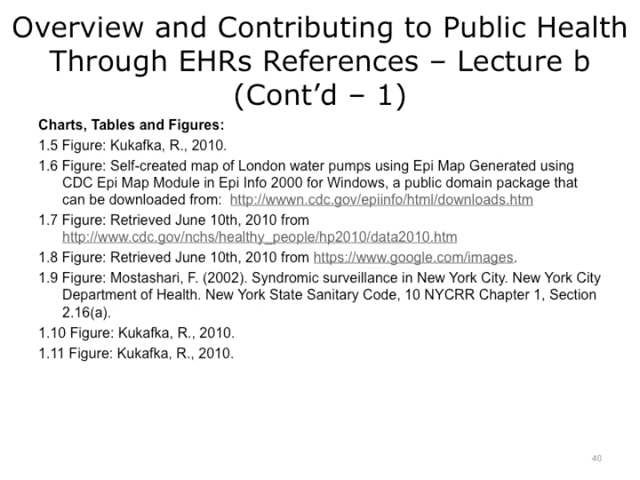 Overview and Contributing to Public Health
Through EHRs References – Lecture b
(Cont’d – 1)
Charts, Tables and Figures:
1.5 Figure: Kukafka, R., 2010.
1.6 Figure: Self-created map of London water pumps using Epi Map Generated using
CDC Epi Map Module in Epi Info 2000 for Windows, a public domain package that
can be downloaded from: http://wwwn.cdc.gov/epiinfo/html/downloads.htm
1.7 Figure: Retrieved June 10th, 2010 from
http://www.cdc.gov/nchs/healthy_people/hp2010/data2010.htm
1.8 Figure: Retrieved June 10th, 2010 from https://www.google.com/images.
1.9 Figure: Mostashari, F. (2002). Syndromic surveillance in New York City. New York City
Department of Health. New York State Sanitary Code, 10 NYCRR Chapter 1, Section
2.16(a).
1.10 Figure: Kukafka, R., 2010.
1.11 Figure: Kukafka, R., 2010.
40